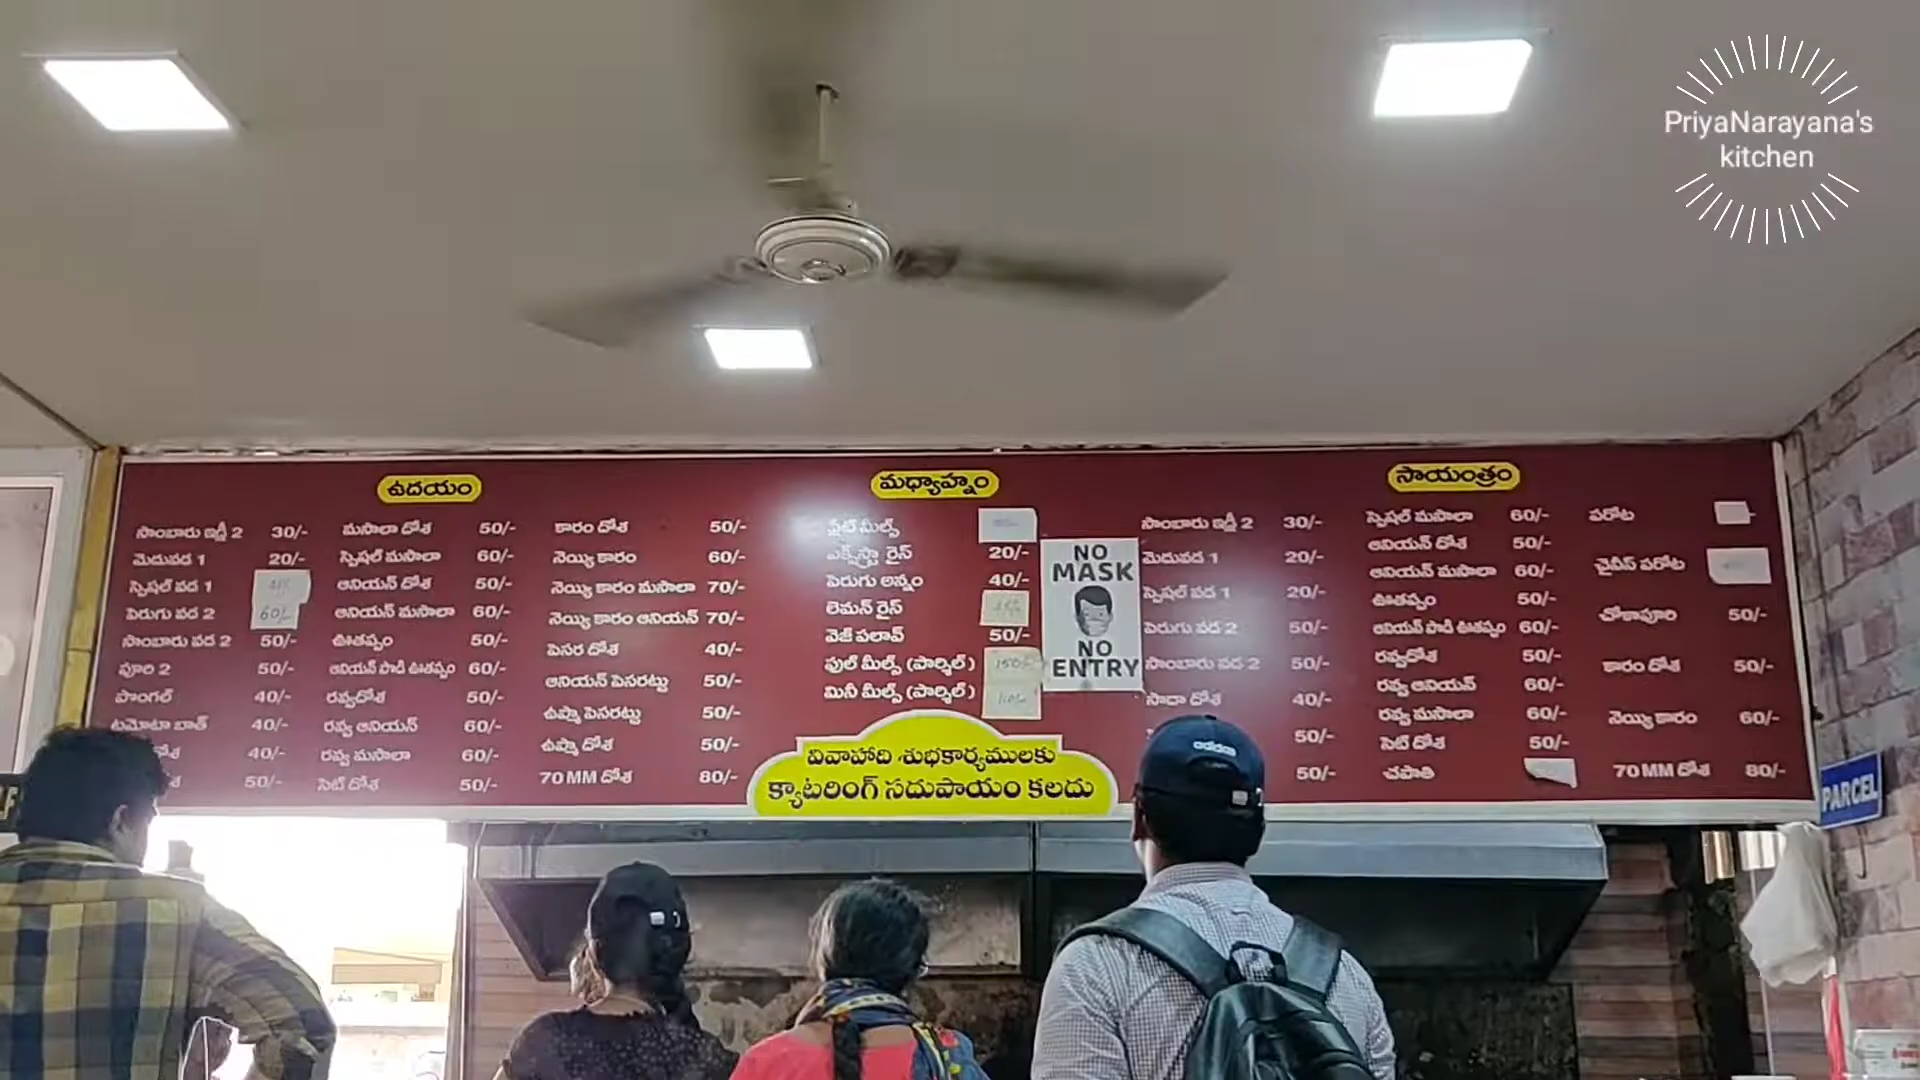 PriyaNarayana's
kitchen
ఉదయం
సాంబారు ఇడ్లీ 2 30/-
మెదువడ 1 20/-
స్పెషల్ వడ 1
పెరుగు వడ 2 60/-
సాంబారు వడ 2 50/-
పూరి 2 50/-
పొంగల్ 40/-
టమోటా బాత్ 40/-
40/-
50/-
మసాలా దోశ 50/-
స్పెషల్ మసాలా 60/-
ఆనియన్ దోశ 50/-
ఆనియన్ మసాలా 60/-
ఊతప్పం 50/-
ఆనియన్ పొడి ఊతప్పం 60/-
రవ్వదోశ 50/-
రవ్వ ఆనియన్ 60/-
రవ్వ మసాలా 60/-
సెట్ దోశ 50/-
కారం దోశ 50/-
నెయ్యి కారం 60/-
నెయ్యి కారం మసాలా 70/-
నెయ్యి కారం ఆనియన్ 70/-
పెసర దోశ 40/-
ఆనియన్ పెసరట్టు 50/-
ఉప్మా పెసరట్టు 50/-
ఉప్మా దోశ 50/-
70 MM దోశ 80/-
మధ్యాహ్నం
ప్లేట్ మీల్స్
ఎక్స్‌ట్రా రైస్ 20/-
పెరుగు అన్నం 40/-
లెమన్ రైస్
వెజ్ పలావ్ 50/-
ఫుల్ మీల్స్ (పార్శిల్) 150/-
మినీ మీల్స్ (పార్శిల్)
NO
MASK
NO
ENTRY
వివాహాది శుభకార్యములకు
క్యాటరింగ్ సదుపాయం కలదు
సాయంత్రం
సాంబారు ఇడ్లీ 2 30/-
మెదువడ 1 20/-
స్పెషల్ వడ 1 20/-
పెరుగు వడ 2 50/-
సాంబారు వడ 2 50/-
సాదా దోశ 40/-
50/-
50/-
స్పెషల్ మసాలా 60/-
ఆనియన్ దోశ 50/-
ఆనియన్ మసాలా 60/-
ఊతప్పం 50/-
ఆనియన్ పొడి ఊతప్పం 60/-
రవ్వదోశ 50/-
రవ్వ ఆనియన్ 60/-
రవ్వ మసాలా 60/-
సెట్ దోశ 50/-
చపాతి
పరోట
చైనీస్ పరోట
చోళాపూరి 50/-
కారం దోశ 50/-
నెయ్యి కారం 60/-
70 MM దోశ 80/-
PARCEL
adidas